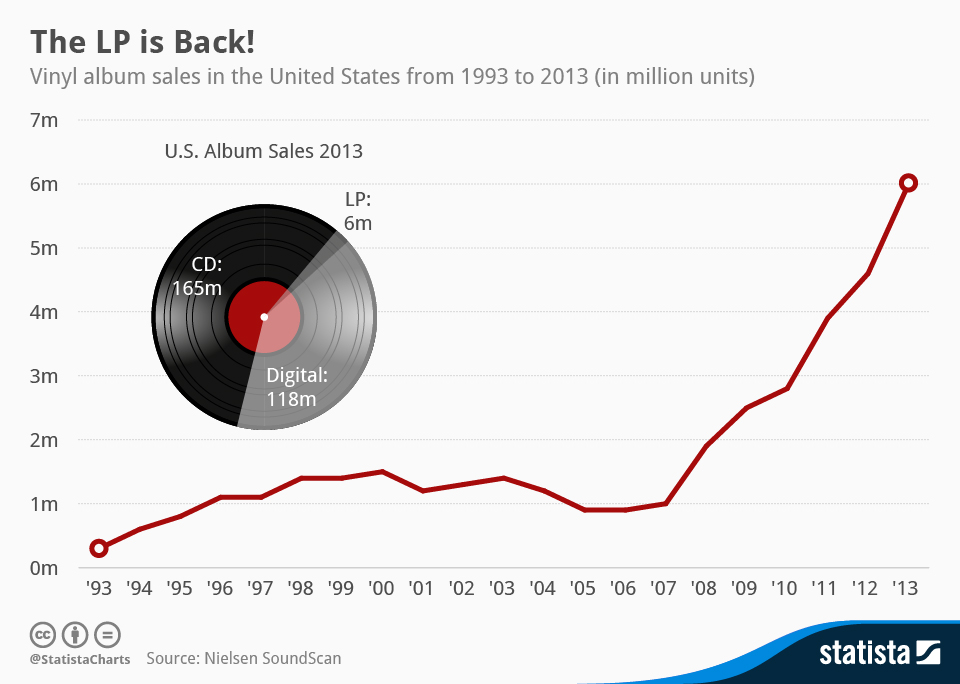 The LP is Back!
Vinyl album sales in the United States from 1993 to 2013 (in million units)
7m
U.S. Album Sales 2013
6m
LP:
6m
5m
CD:
165m
4m
3m
Digital:
118m
2m
1m
0m
'93 '94 '95 '96 '97 '98 '99 '00 '01 '02 '03 '04 '05 '06 '07 '08 '09 '10 '11 '12 '13
cc
@StatistaCharts Source: Nielsen SoundScan
statista